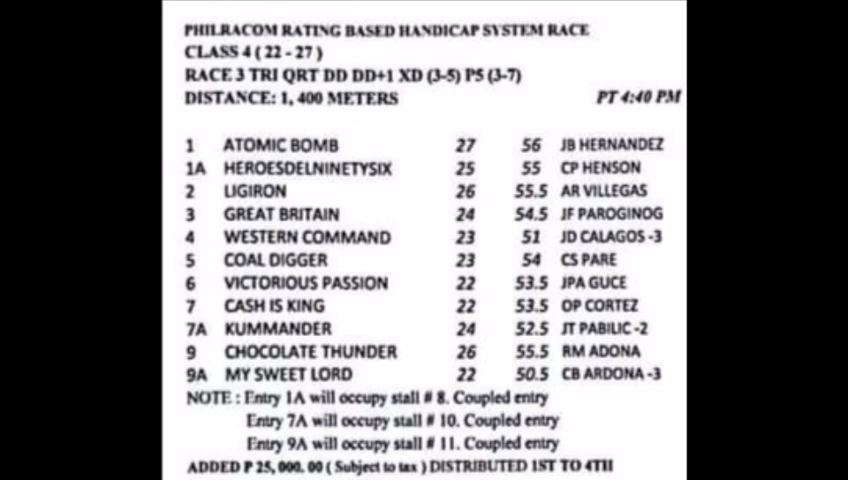 PHILRACOM RATING BASED HANDICAP SYSTEM RACE
CLASS 4 ( 22 - 27 )
RACE 3 TRI QRT DD DD+1 XD (3-5) P5 (3-7)
DISTANCE: 1, 400 METERS PT 4:40 PM
1 ATOMIC BOMB 27 56 JB HERNANDEZ
1A HEROESDELNINETYSIX 25 55 CP HENSON
2 LIGIRON 26 55.5 AR VILLEGAS
3 GREAT BRITAIN 24 54.5 JF PAROGINOG
4 WESTERN COMMAND 23 51 JD CALAGOS -3
5 COAL DIGGER 23 54 CS PARE
6 VICTORIOUS PASSION 22 53.5 JPA GUCE
7 CASH IS KING 22 53.5 OP CORTEZ
7A KUMMANDER 24 52.5 JT PABILIC -2
9 CHOCOLATE THUNDER 26 55.5 RM ADONA
9A MY SWEET LORD 22 50.5 CB ARDONA -3
NOTE : Entry 1A will occupy stall # 8. Coupled entry
Entry 7A will occupy stall # 10. Coupled entry
Entry 9A will occupy stall # 11. Coupled entry
ADDED P 25, 000. 00 ( Subject to tax ) DISTRIBUTED 1ST TO 4TH